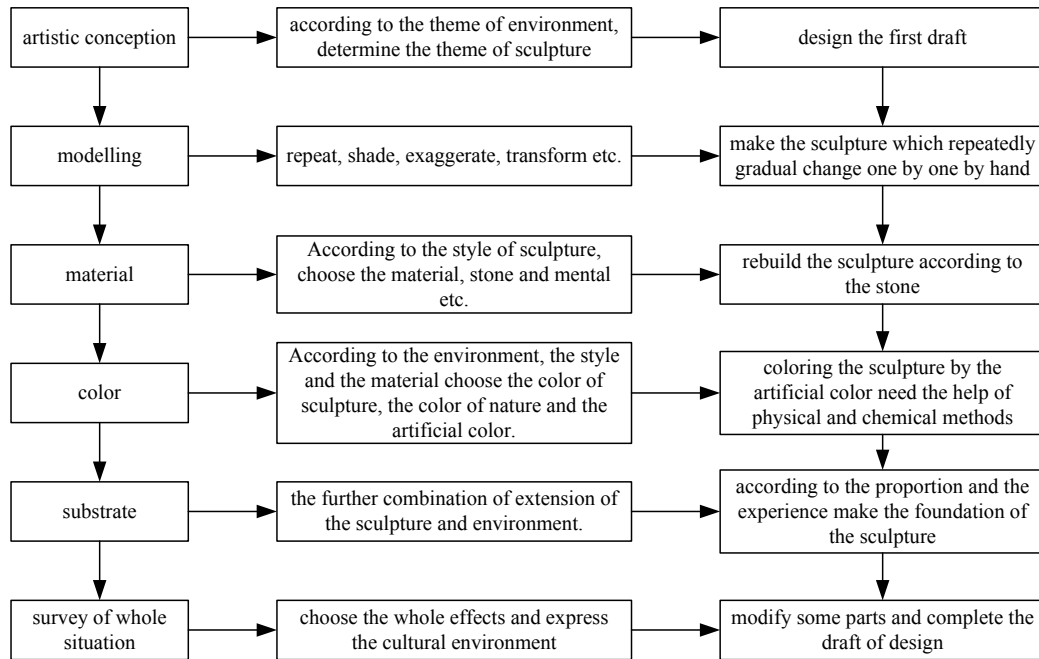 artistic conception
according to the theme of environment,
determine the theme of sculpture
design the first draft
modelling
repeat, shade, exaggerate, transform etc.
make the sculpture which repeatedly
gradual change one by one by hand
material
According to the style of sculpture,
choose the material, stone and mental
etc.
rebuild the sculpture according to
the stone
color
According to the environment, the style
and the material choose the color of
sculpture, the color of nature and the
artificial color.
coloring the sculpture by the
artificial color need the help of
physical and chemical methods
substrate
the further combination of extension of
the sculpture and environment.
according to the proportion and the
experience make the foundation of
the sculpture
survey of whole
situation
choose the whole effects and express
the cultural environment
modify some parts and complete the
draft of design